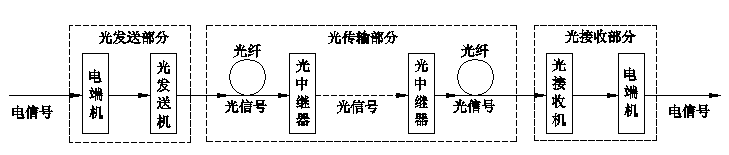 光发送部分
光传输部分
光接收部分
电信号
电端机
光发送机
光纤
光信号
光中继器
光信号
光中继器
光纤
光信号
光接收机
电端机
电信号